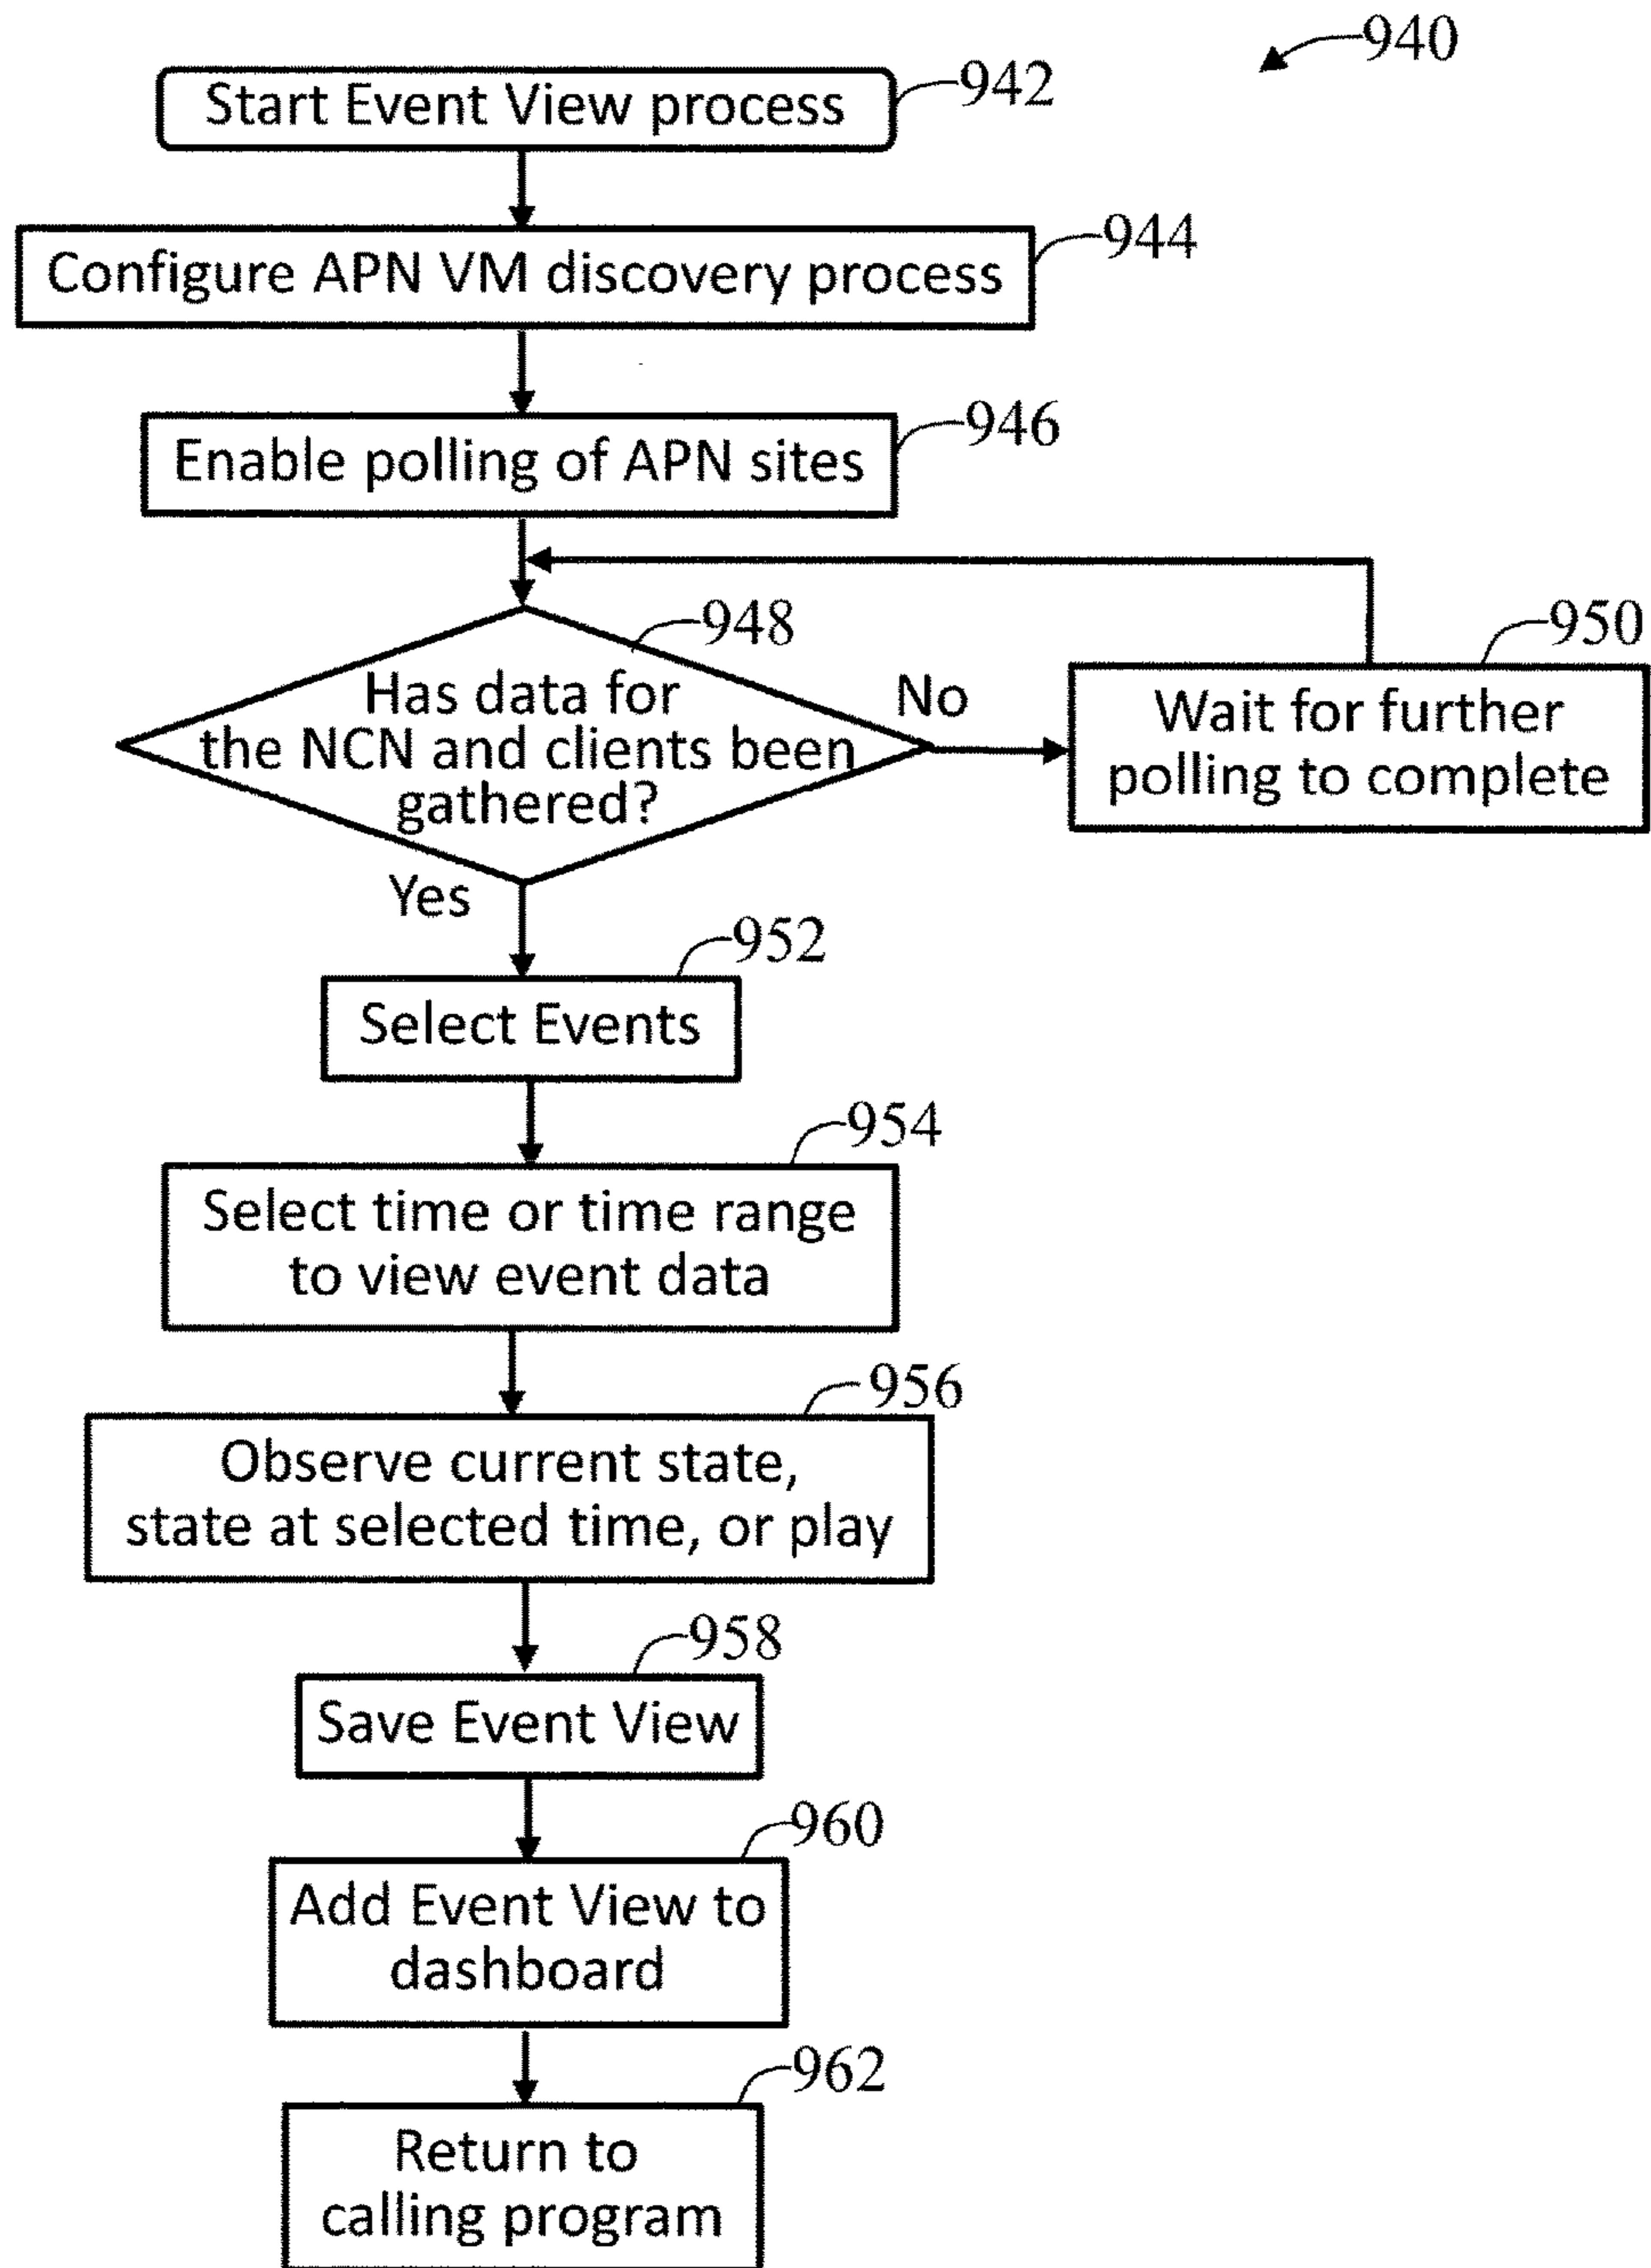 940
Start Event View process
942
Configure APN VM discovery process
944
Enable polling of APN sites
946
948
Has data for
the NCN and clients been
gathered?
No
Yes
950
Wait for further
polling to complete
952
Select Events
954
Select time or time range
to view event data
956
Observe current state,
state at selected time, or play
958
Save Event View
960
Add Event View to
dashboard
962
Return to
calling program